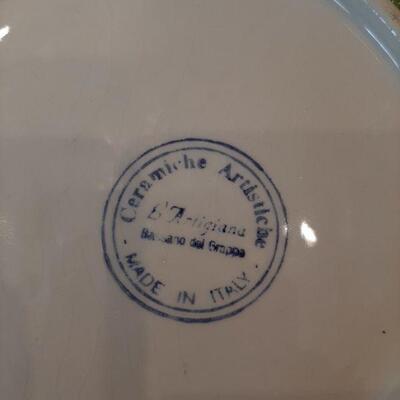 Ceramiche Artistiche
L'Artigiana
Bassano del Grappa
· MADE IN ITALY ·